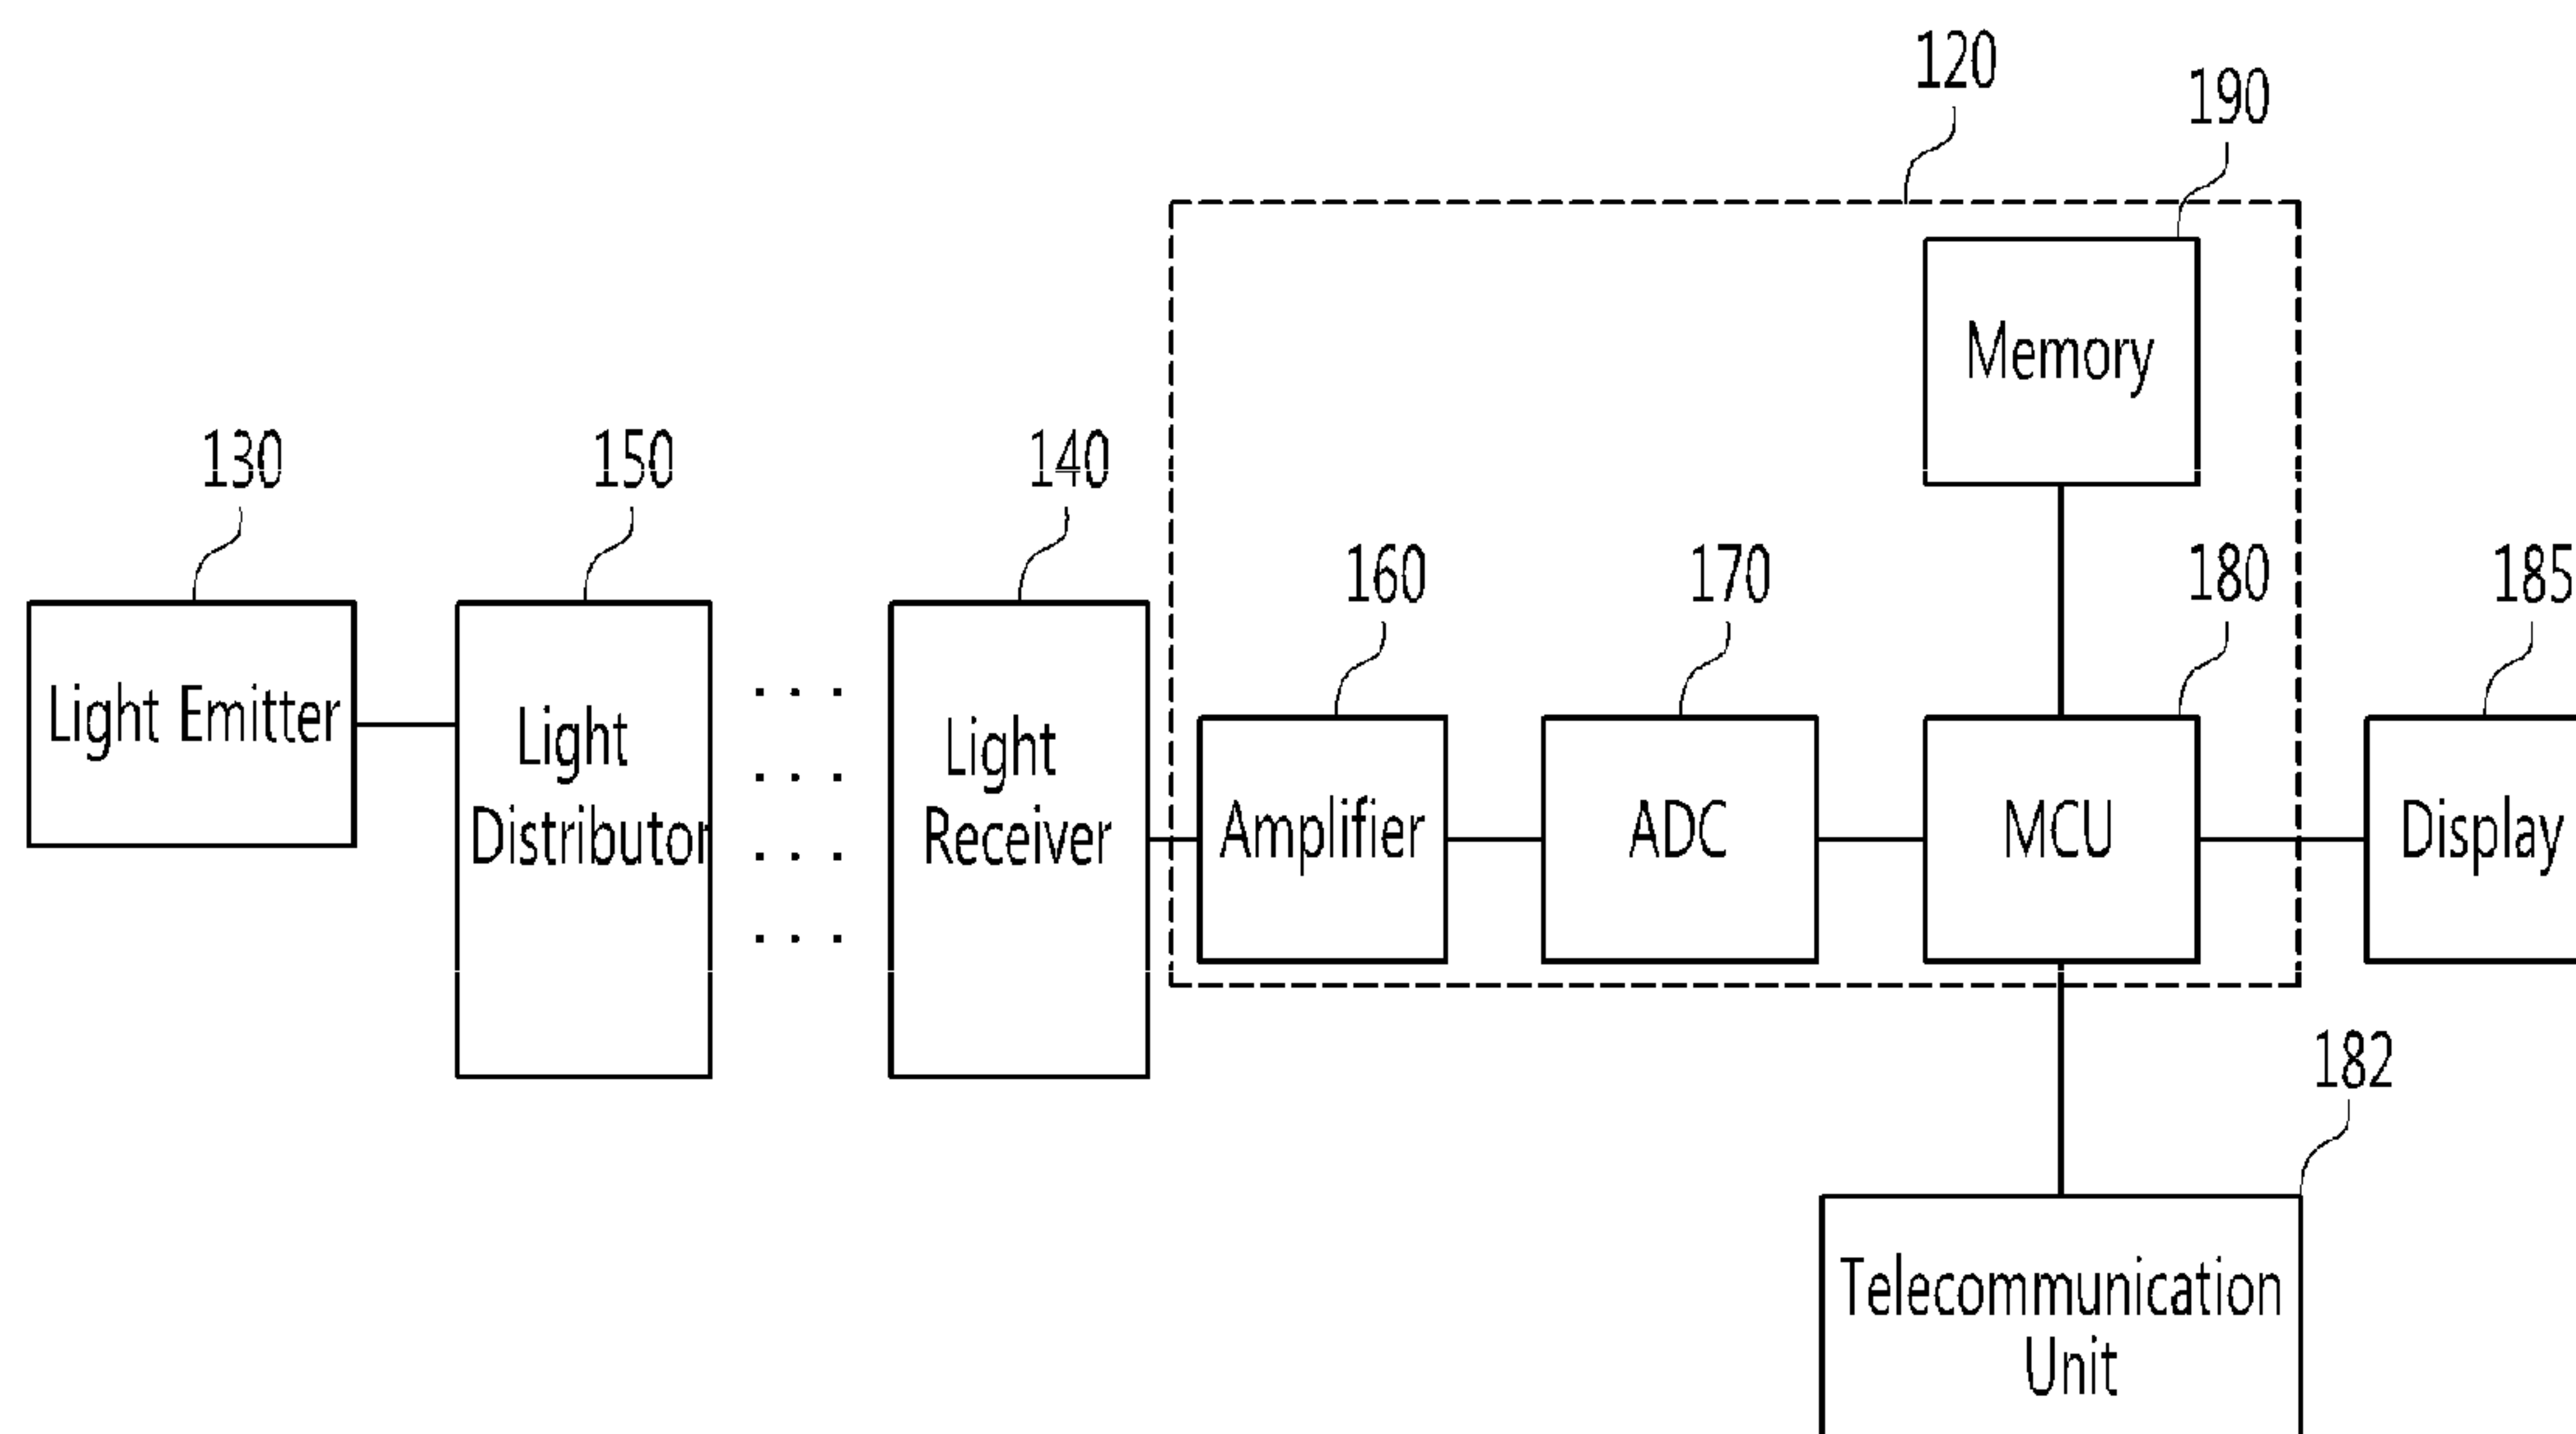 120
190
Memory
130
150
140
160
170
180
185
Light Emitter
Light
Distributor
Light
Receiver
Amplifier
ADC
MCU
Display
182
Telecommunication
Unit